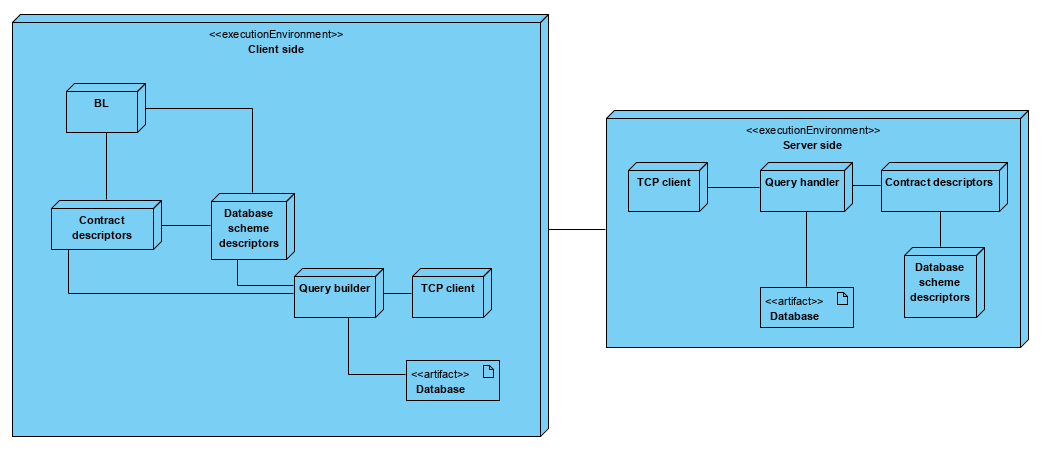 <<executionEnvironment>>
Client side
BL
Contract
descriptors
Database
scheme
descriptors
Query builder
TCP client
<<artifact>>
Database
<<executionEnvironment>>
Server side
TCP client
Query handler
Contract descriptors
Database
scheme
descriptors
<<artifact>>
Database